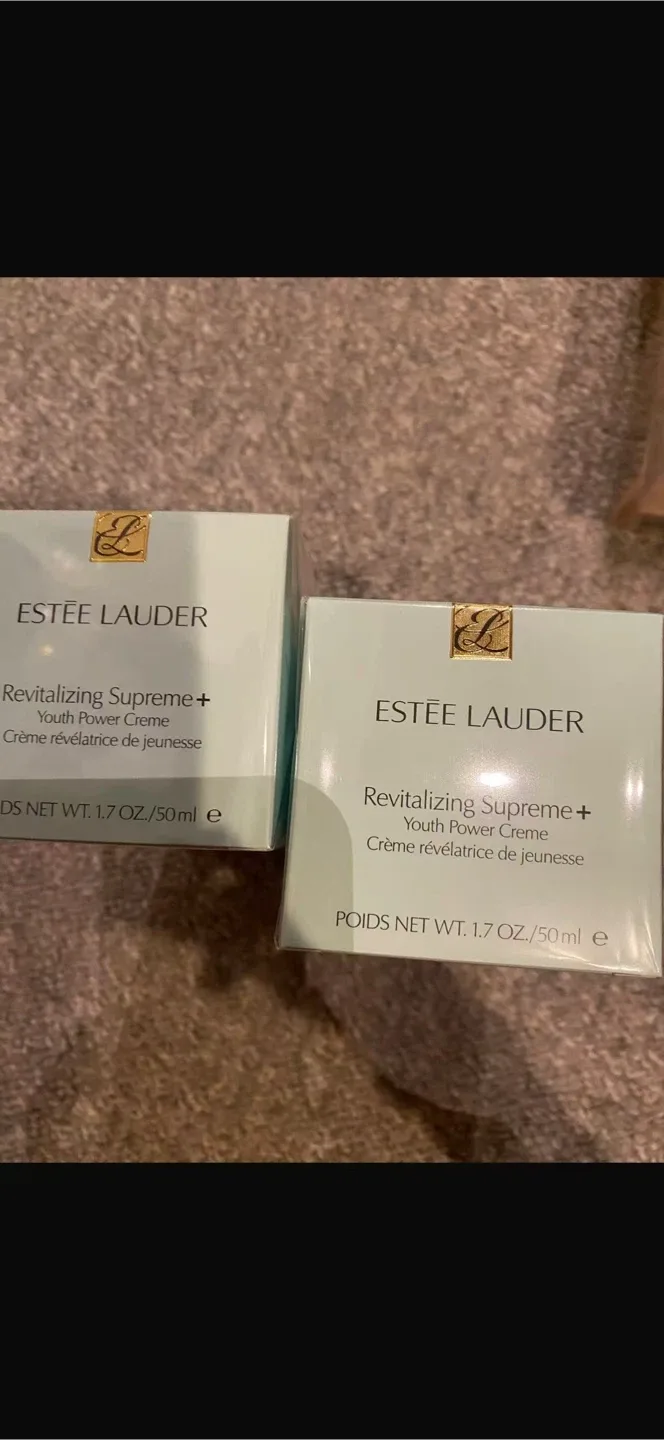 ESTĒE LAUDER
Revitalizing Supreme+
Youth Power Creme
Crème révélatrice de jeunesse
DS NET WT. 1.7 OZ./50 ml e
ESTĒE LAUDER
Revitalizing Supreme+
Youth Power Creme
Crème révélatrice de jeunesse
POIDS NET WT. 1.7 OZ./50 ml e